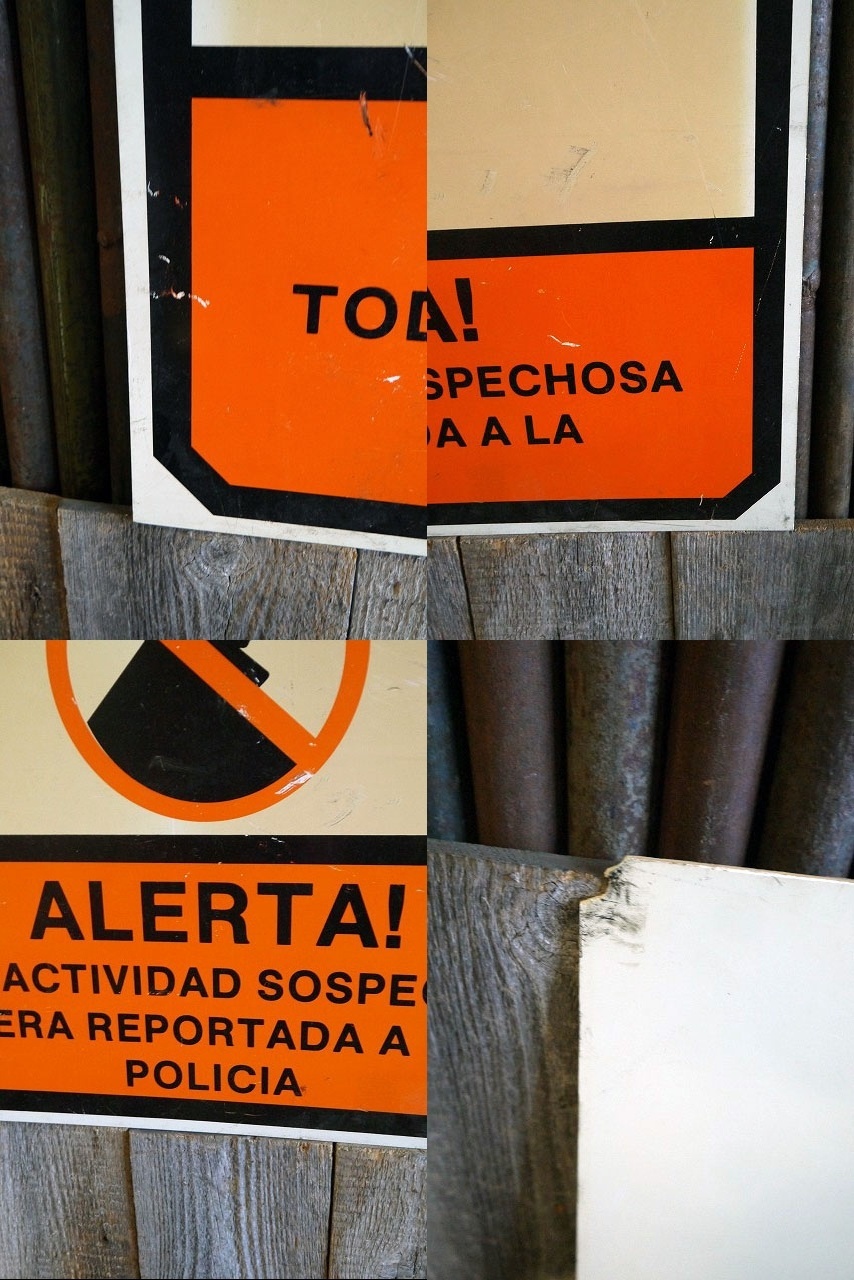 TOD
A!
SPECHOSA
DA A LA
ALERTA!
ACTIVIDAD SOSPEC
ERA REPORTADA A
POLICIA